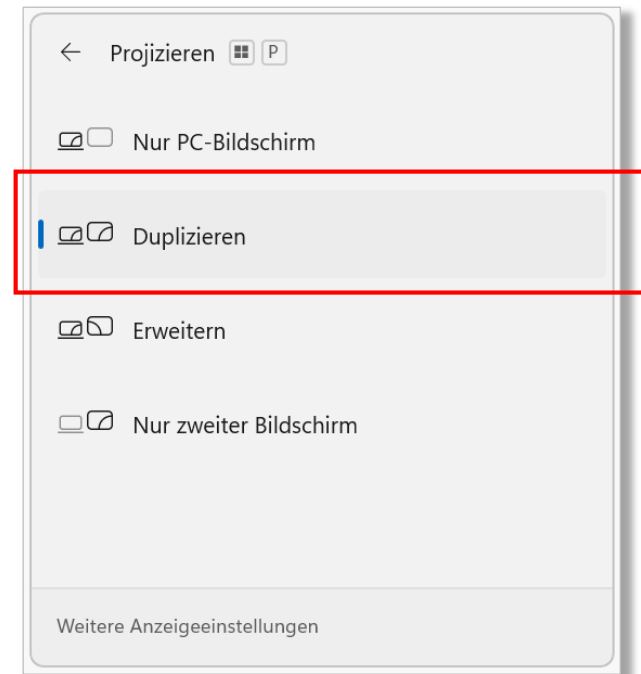 Projizieren P
Nur PC-Bildschirm
Duplizieren
Erweitern
Nur zweiter Bildschirm
Weitere Anzeigeeinstellungen